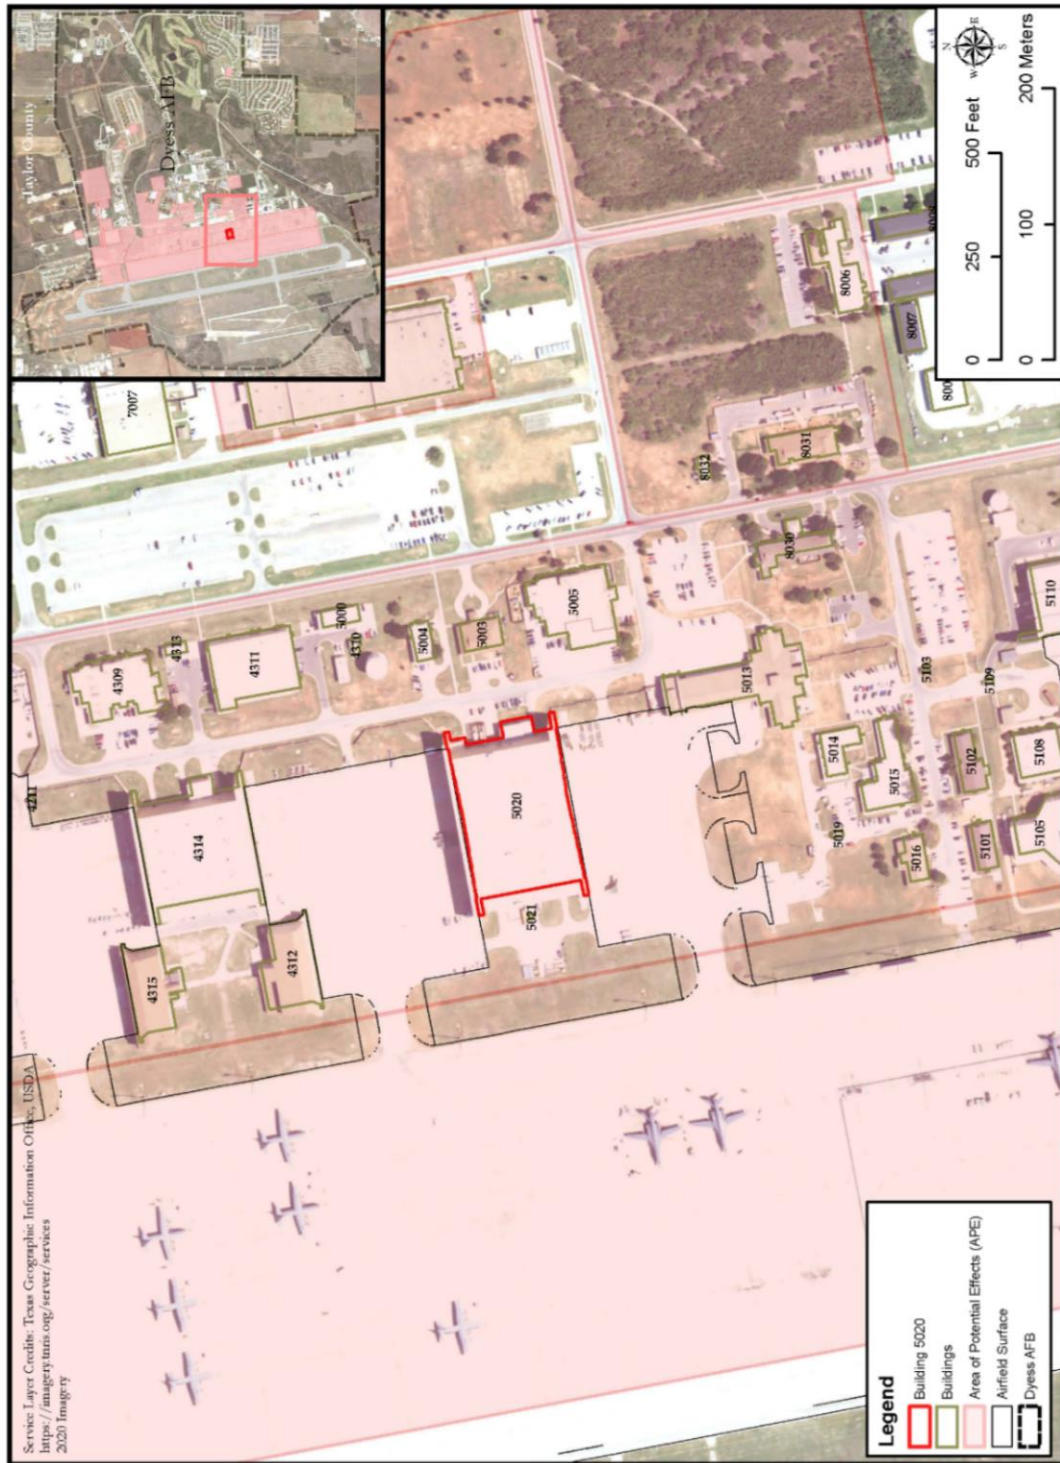 Service Layer Credits: Texas Geographic Information Office, USDA
https://imagery.tnris.org/server/services
2020 Imagery
Taylor County
Dyess AFB
N
E
S
W
0 250 500 Feet
0 100 200 Meters
Legend
Building 5020
Buildings
Area of Potential Effects (APE)
Airfield Surface
Dyess AFB
4211
4309
4313
4311
5000
4310
5004
5003
5005
7007
4314
4315
4312
5020
5021
5013
8030
8031
8032
8006
8007
5014
5015
5019
5016
5103
5109
5102
5101
5105
5108
5110